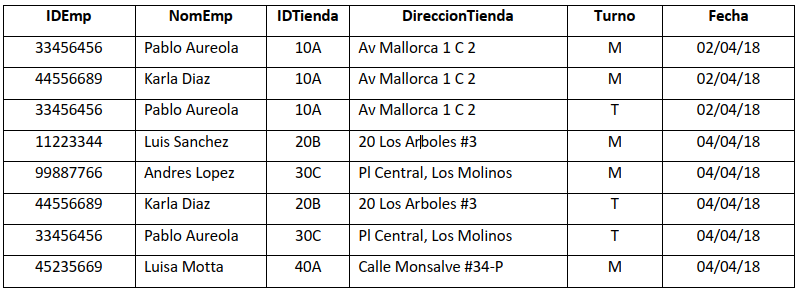 IDEmp NomEmp IDTienda DireccionTienda Turno Fecha
33456456 Pablo Aureola 10A Av Mallorca 1 C 2 M 02/04/18
44556689 Karla Diaz 10A Av Mallorca 1 C 2 M 02/04/18
33456456 Pablo Aureola 10A Av Mallorca 1 C 2 T 02/04/18
11223344 Luis Sanchez 20B 20 Los Arboles #3 M 04/04/18
99887766 Andres Lopez 30C Pl Central, Los Molinos M 04/04/18
44556689 Karla Diaz 20B 20 Los Arboles #3 T 04/04/18
33456456 Pablo Aureola 30C Pl Central, Los Molinos T 04/04/18
45235669 Luisa Motta 40A Calle Monsalve #34-P M 04/04/18